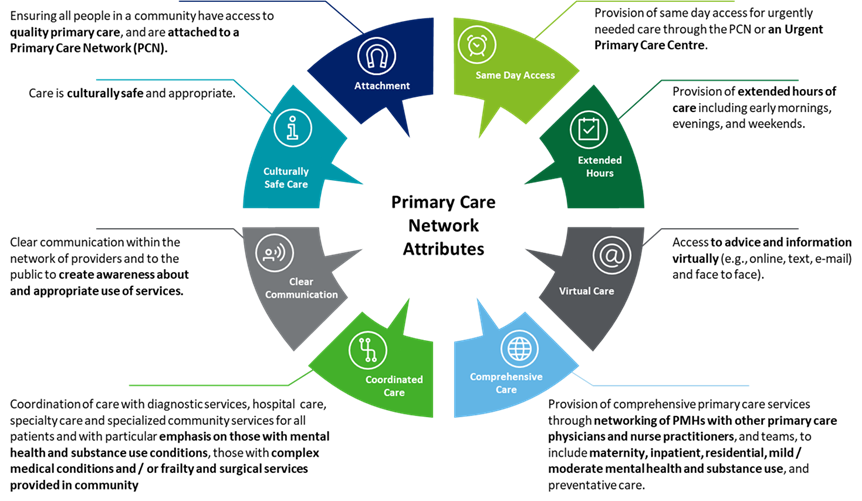 Ensuring all people in a community have access to
quality primary care, and are attached to a
Primary Care Network (PCN).
Attachment
Provision of same day access for urgently
needed care through the PCN or an Urgent
Primary Care Centre.
Same Day Access
Care is culturally safe and appropriate.
Culturally
Safe Care
Provision of extended hours of
care including early mornings,
evenings, and weekends.
Extended
Hours
Primary Care
Network
Attributes
Clear communication within the
network of providers and to the
public to create awareness about
and appropriate use of services.
Clear
Communication
Access to advice and information
virtually (e.g., online, text, e-mail)
and face to face).
@
Virtual Care
Coordinated
Care
Coordination of care with diagnostic services, hospital care,
specialty care and specialized community services for all
patients and with particular emphasis on those with mental
health and substance use conditions, those with complex
medical conditions and / or frailty and surgical services
provided in community
Comprehensive
Care
Provision of comprehensive primary care services
through networking of PMHs with other primary care
physicians and nurse practitioners, and teams, to
include maternity, inpatient, residential, mild /
moderate mental health and substance use, and
preventative care.